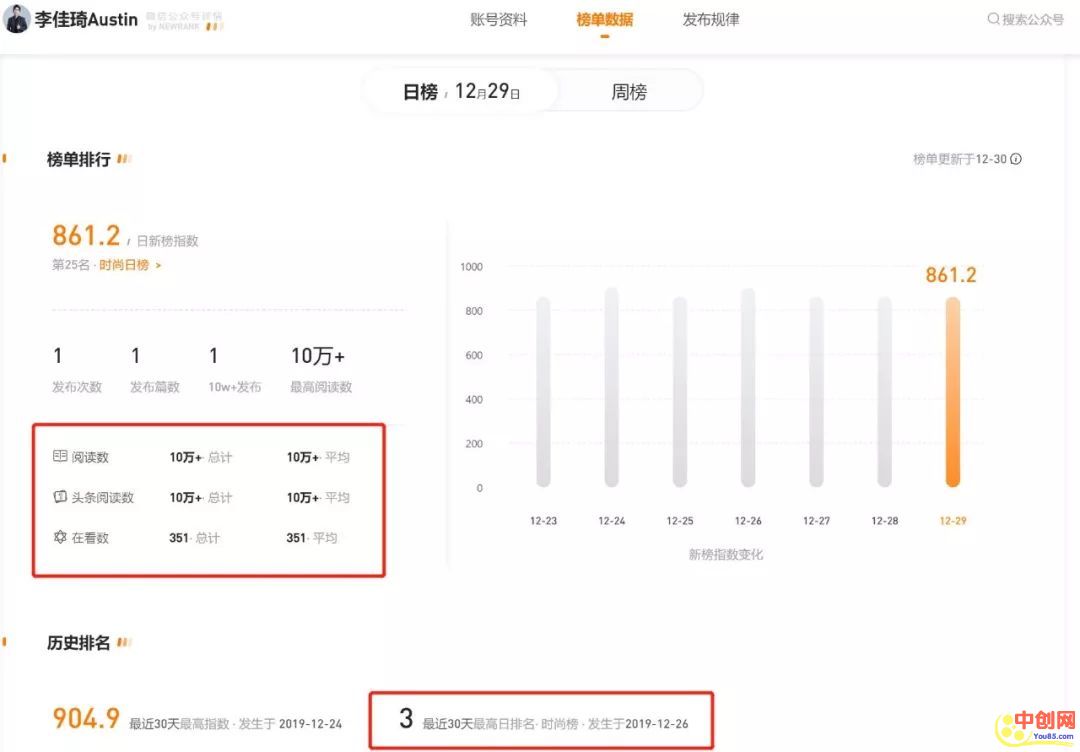 李佳琦Austin 微信公众号详情
by NEWRANK
账号资料 榜单数据 发布规律 搜索公众号
日榜 / 12月29日 周榜
榜单排行 榜单更新于12-30
861.2 / 日新榜指数
第25名 · 时尚日榜 >
1 1 1 10万+
发布次数 发布篇数 10w+发布 最高阅读数
阅读数 10万+· 总计 10万+· 平均
头条阅读数 10万+· 总计 10万+· 平均
在看数 351· 总计 351· 平均
861.2
1000
800
600
400
200
0
12-23 12-24 12-25 12-26 12-27 12-28 12-29
新榜指数变化
历史排名
904.9 最近30天最高指数 · 发生于 2019-12-24
3 最近30天最高日排名· 时尚榜 · 发生于2019-12-26
中创网
You85.com